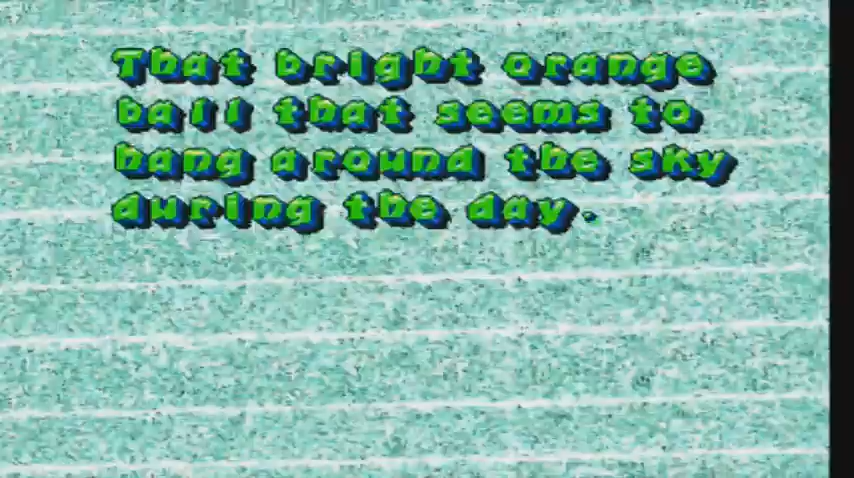 That bright orange
ball that seems to
hang around the sky
during the day.